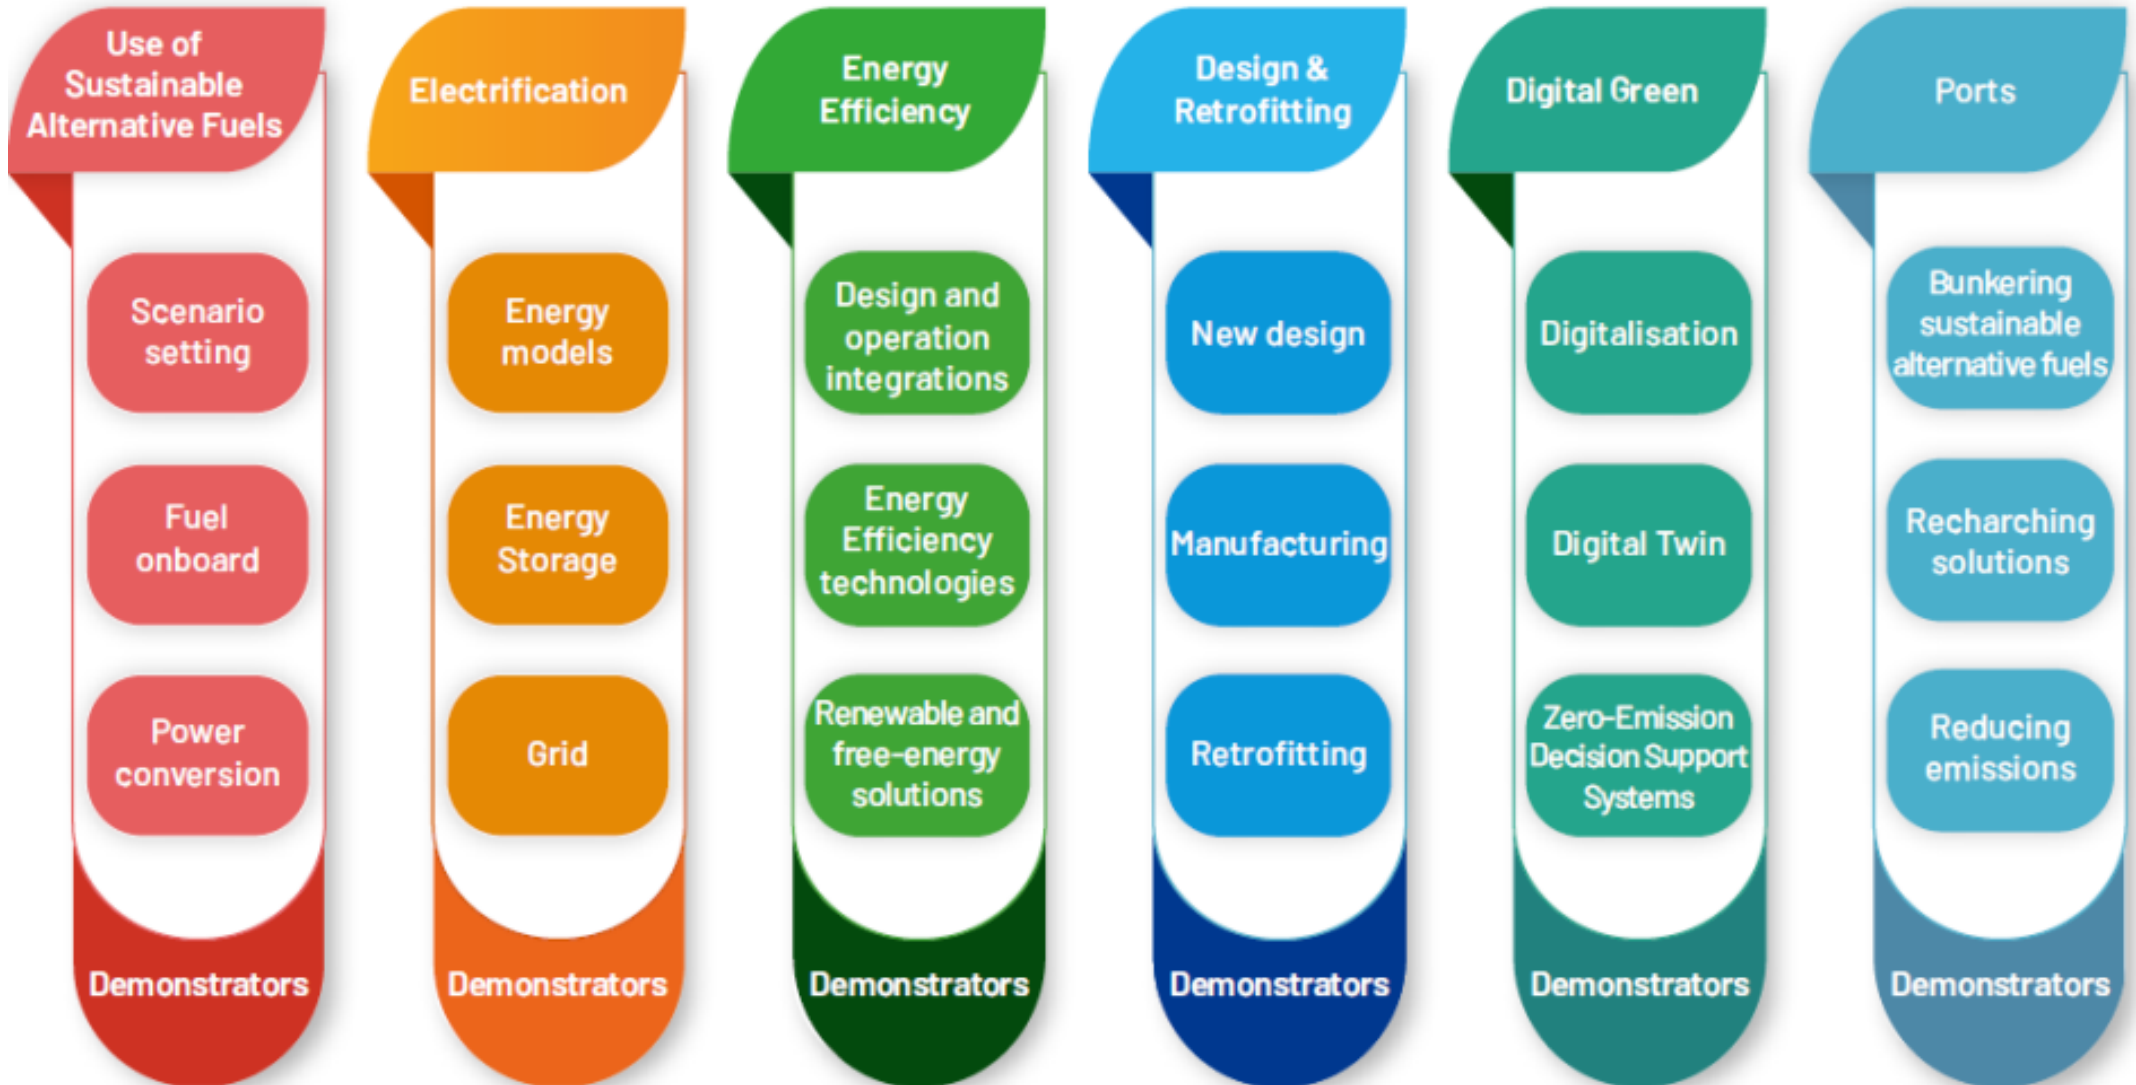 Use of
Sustainable
Alternative Fuels
Scenario
setting
Fuel
onboard
Power
conversion
Demonstrators
Electrification
Energy
models
Energy
Storage
Grid
Demonstrators
Energy
Efficiency
Design and
operation
integrations
Energy
Efficiency
technologies
Renewable and
free-energy
solutions
Demonstrators
Design &
Retrofitting
New design
Manufacturing
Retrofitting
Demonstrators
Digital Green
Digitalisation
Digital Twin
Zero-Emission
Decision Support
Systems
Demonstrators
Ports
Bunkering
sustainable
alternative fuels
Recharching
solutions
Reducing
emissions
Demonstrators